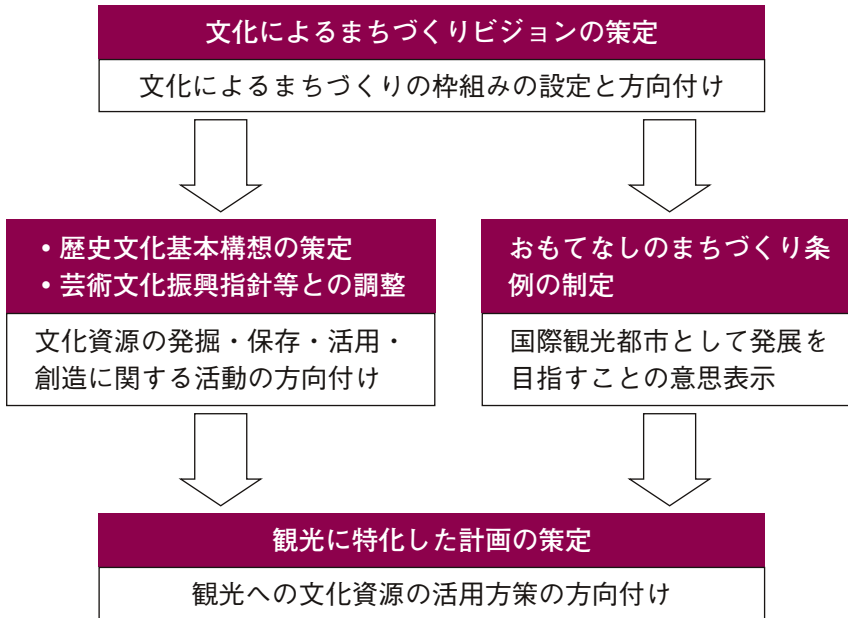 文化によるまちづくりビジョンの策定
文化によるまちづくりの枠組みの設定と方向付け
・歴史文化基本構想の策定
・芸術文化振興指針等との調整
文化資源の発掘・保存・活用・
創造に関する活動の方向付け
おもてなしのまちづくり条
例の制定
国際観光都市として発展を
目指すことの意思表示
観光に特化した計画の策定
観光への文化資源の活用方策の方向付け